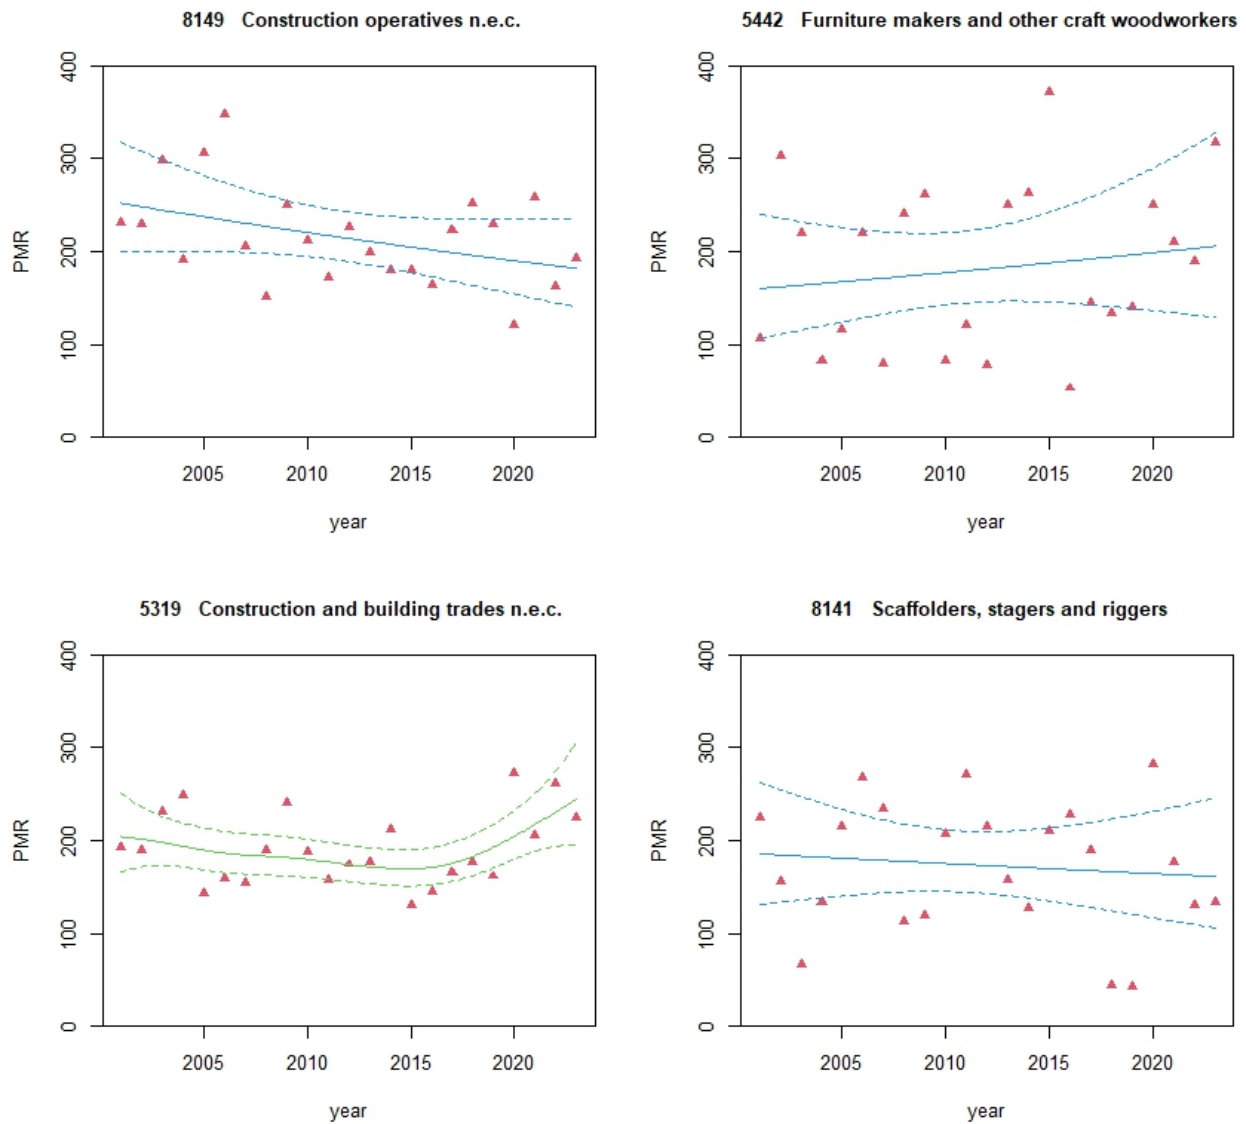 8149 Construction operatives n.e.c.
400
300
200
100
0
PMR
2005 2010 2015 2020
year
5442 Furniture makers and other craft woodworkers
400
300
200
100
0
PMR
2005 2010 2015 2020
year
5319 Construction and building trades n.e.c.
400
300
200
100
0
PMR
2005 2010 2015 2020
year
8141 Scaffolders, stagers and riggers
400
300
200
100
0
PMR
2005 2010 2015 2020
year